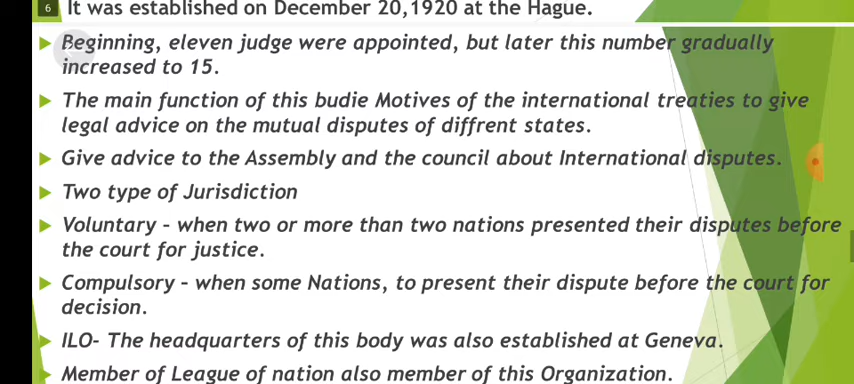 6 It was established on December 20,1920 at the Hague.
Beginning, eleven judge were appointed, but later this number gradually
increased to 15.
The main function of this budie Motives of the international treaties to give
legal advice on the mutual disputes of diffrent states.
Give advice to the Assembly and the council about International disputes.
Two type of Jurisdiction
Voluntary - when two or more than two nations presented their disputes before
the court for justice.
Compulsory - when some Nations, to present their dispute before the court for
decision.
ILO- The headquarters of this body was also established at Geneva.
Member of League of nation also member of this Organization.